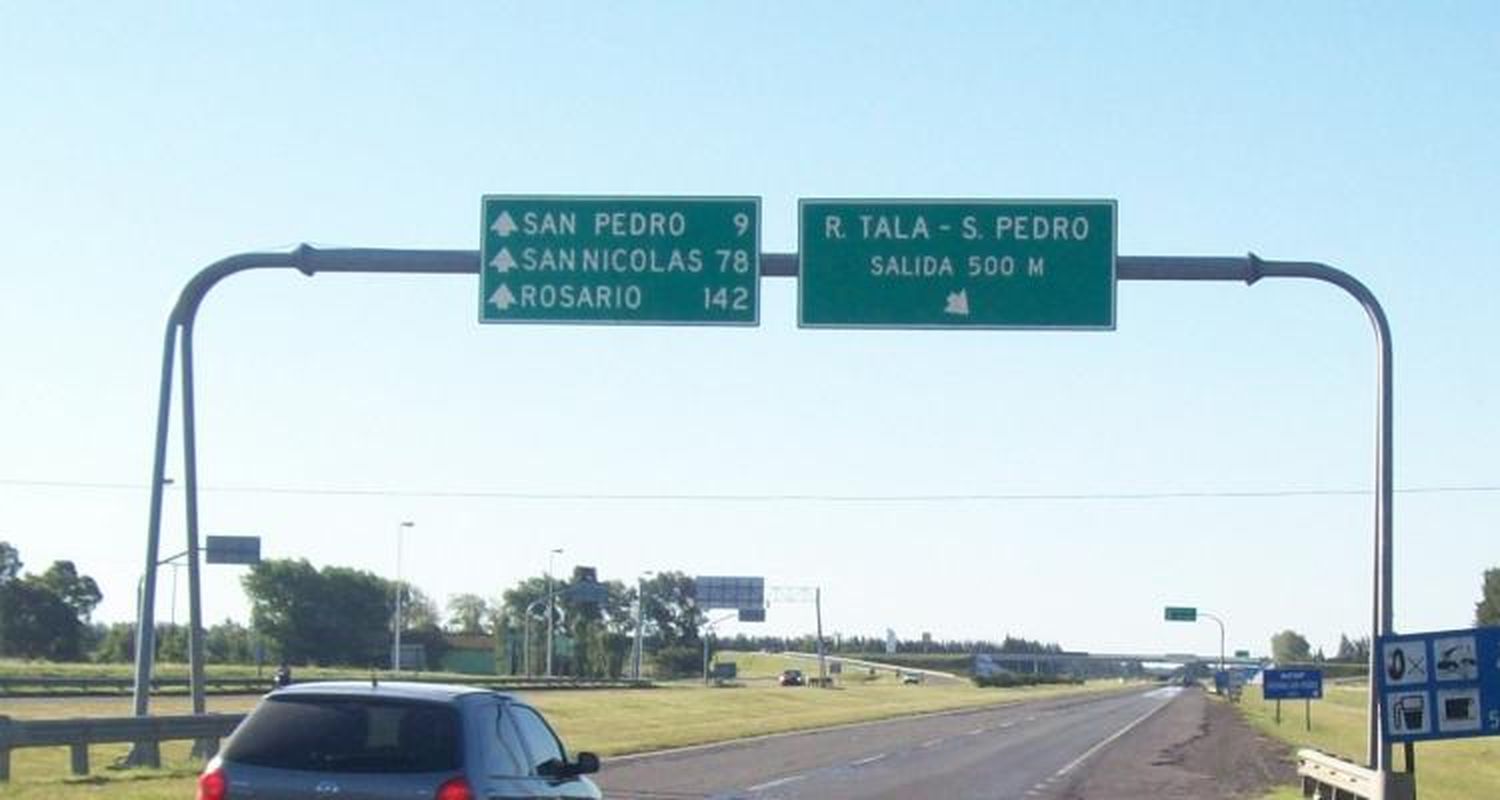 SAN PEDRO 9
SAN NICOLAS 78
ROSARIO 142
R. TALA - S. PEDRO
SALIDA 500 M